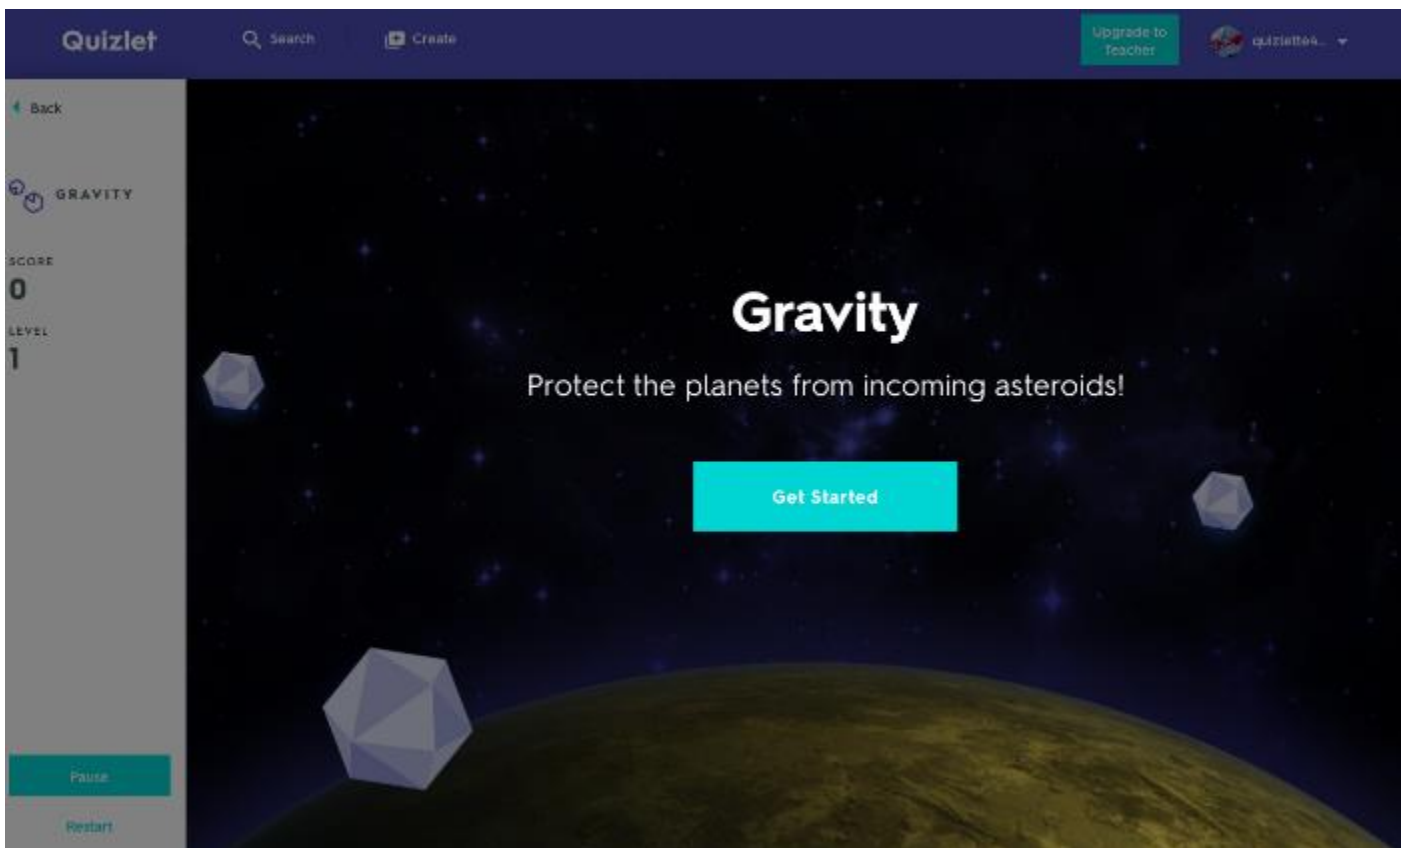 Quizlet
Search
Create
Upgrade to
Teacher
quizlette4...
Back
GRAVITY
SCORE
0
LEVEL
1
Gravity
Protect the planets from incoming asteroids!
Get Started
Pause
Restart